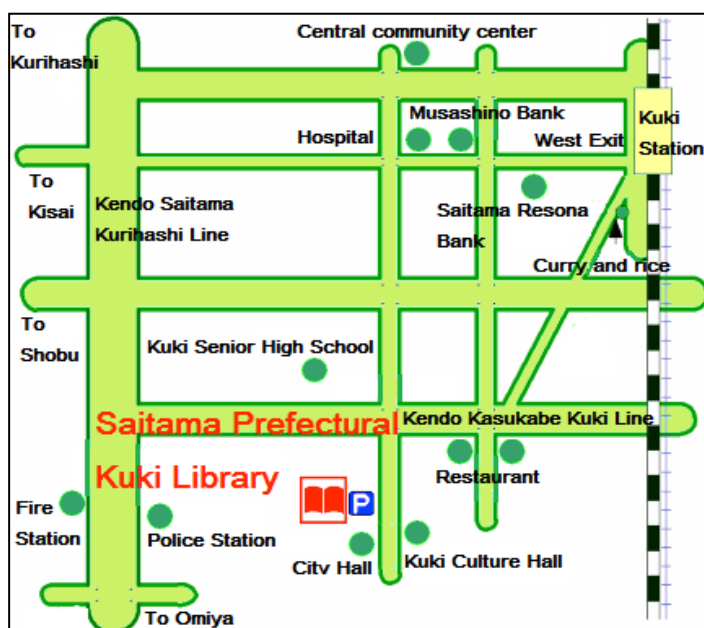 To
Kurihashi
Central community center
Musashino Bank
Kuki
Station
Hospital
West Exit
To
Kisai
Kendo Saitama
Kurihashi Line
Saitama Resona
Bank
Curry and rice
To
Shobu
Kuki Senior High School
Saitama Prefectural
Kuki Library
Kendo Kasukabe Kuki Line
Restaurant
P
Fire
Station
Police Station
City Hall
Kuki Culture Hall
To Omiya